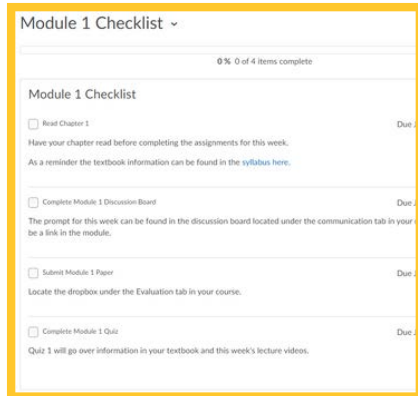 Module 1 Checklist
0 % 0 of 4 items complete
Module 1 Checklist
Read Chapter 1
Due J
Have your chapter read before completing the assignments for this week.
As a reminder the textbook information can be found in the syllabus here.
Complete Module 1 Discussion Board
Due J
The prompt for this week can be found in the discussion board located under the communication tab in your
be a link in the module.
Submit Module 1 Paper
Due J
Locate the dropbox under the Evaluation tab in your course.
Complete Module 1 Quiz
Due J
Quiz 1 will go over information in your textbook and this week's lecture videos.